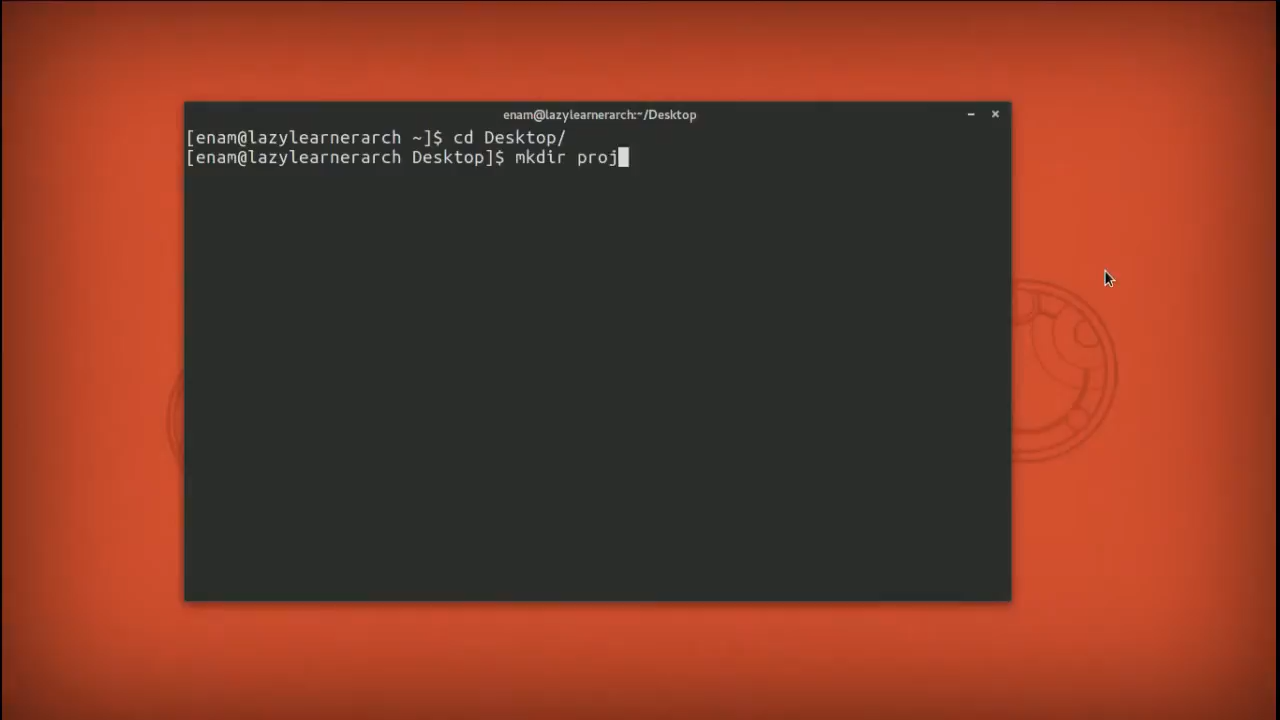 enam@lazylearnerarch:~/Desktop
[enam@lazylearnerarch ~]$ cd Desktop/
[enam@lazylearnerarch Desktop]$ mkdir proj